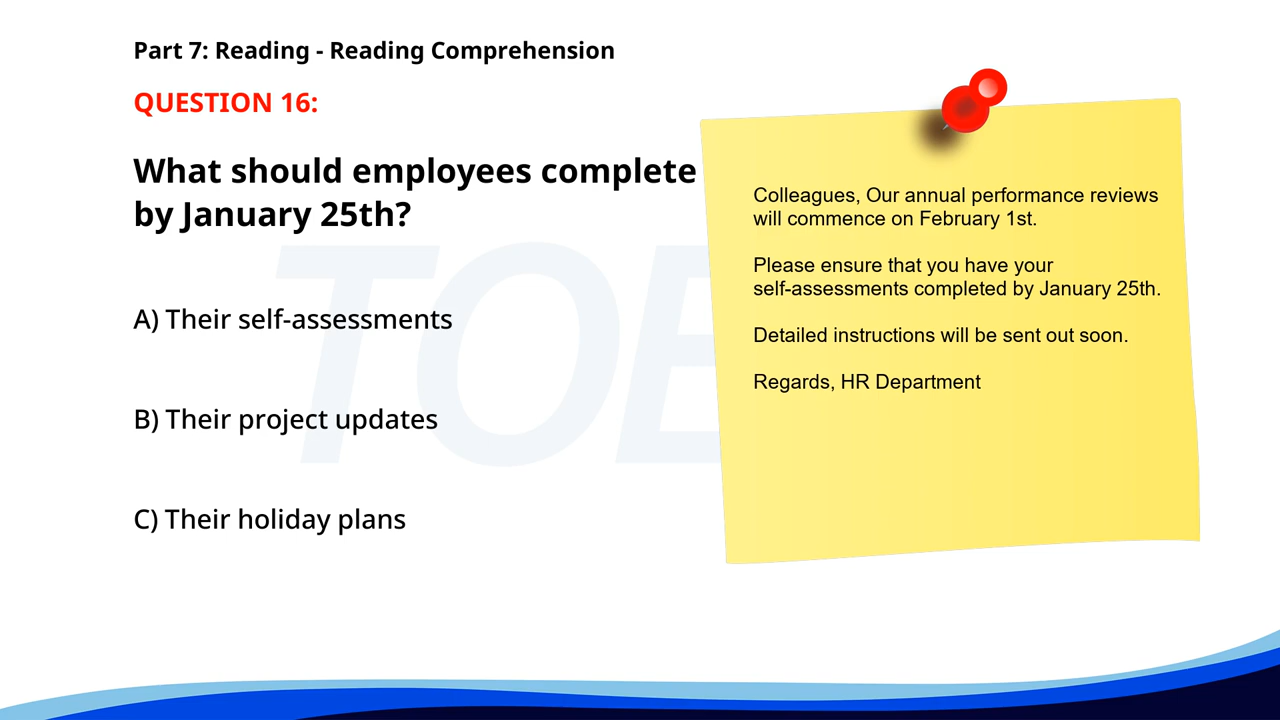 Part 7: Reading - Reading Comprehension
QUESTION 16:
What should employees complete
by January 25th?
A) Their self-assessments
B) Their project updates
C) Their holiday plans
Colleagues, Our annual performance reviews
will commence on February 1st.
Please ensure that you have your
self-assessments completed by January 25th.
Detailed instructions will be sent out soon.
Regards, HR Department